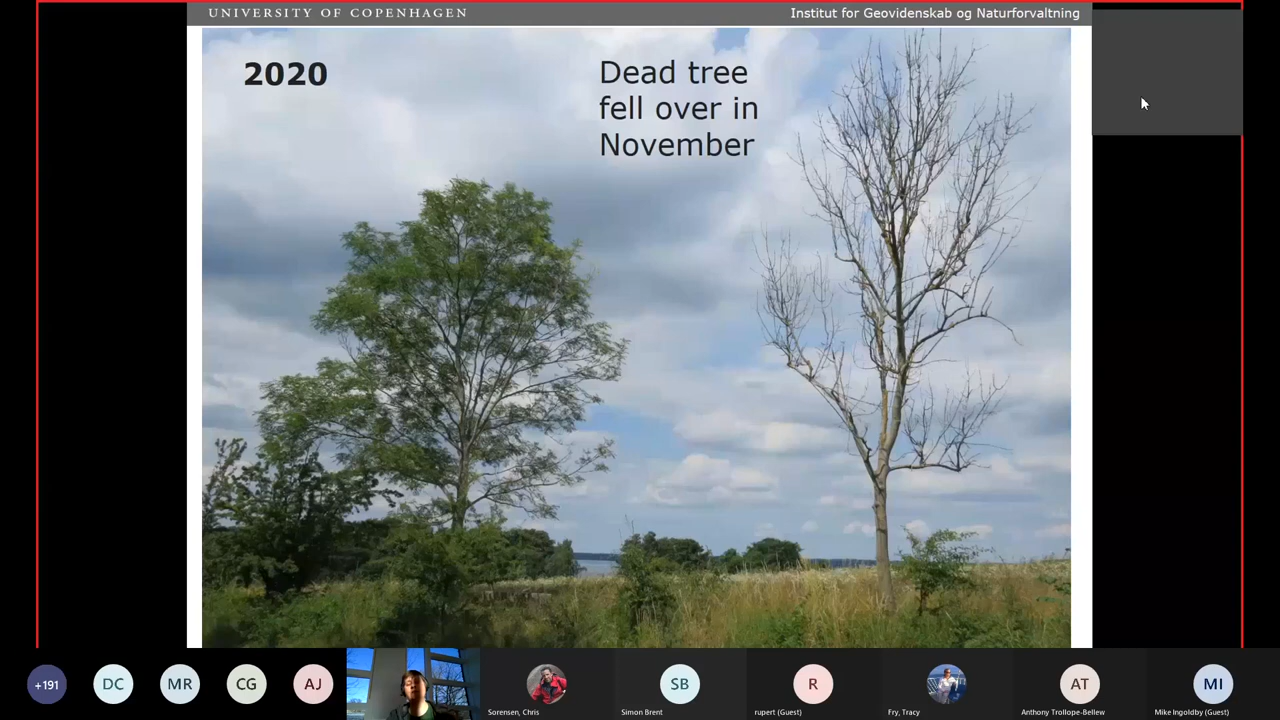 UNIVERSITY OF COPENHAGEN
Institut for Geovidenskab og Naturforvaltning
2020
Dead tree
fell over in
November
+191
DC
MR
CG
AJ
Sorensen, Chris
SB
Simon Brent
R
rupert (Guest)
Fry, Tracy
AT
Anthony Trollope-Bellew
MI
Mike Ingoldby (Guest)